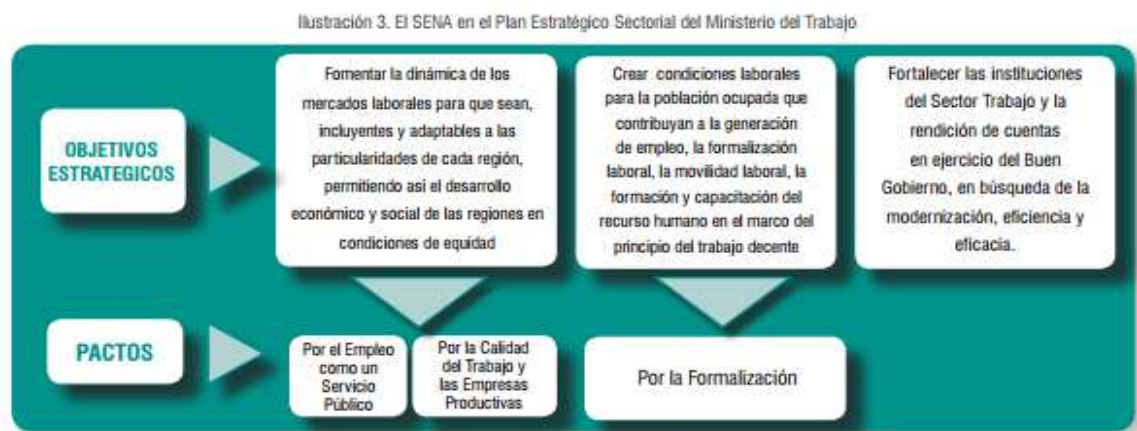 Ilustración 3. El SENA en el Plan Estratégico Sectorial del Ministerio del Trabajo
OBJETIVOS
ESTRATEGICOS
Fomentar la dinámica de los
mercados laborales para que sean,
incluyentes y adaptables a las
particularidades de cada región,
permitiendo así el desarrollo
económico y social de las regiones en
condiciones de equidad
Crear condiciones laborales
para la población ocupada que
contribuyan a la generación
de empleo, la formalización
laboral, la movilidad laboral, la
formación y capacitación del
recurso humano en el marco del
principio del trabajo decente
Fortalecer las instituciones
del Sector Trabajo y la
rendición de cuentas
en ejercicio del Buen
Gobierno, en búsqueda de la
modernización, eficiencia y
eficacia.
PACTOS
Por el Empleo
como un
Servicio
Público
Por la Calidad
del Trabajo y
las Empresas
Productivas
Por la Formalización